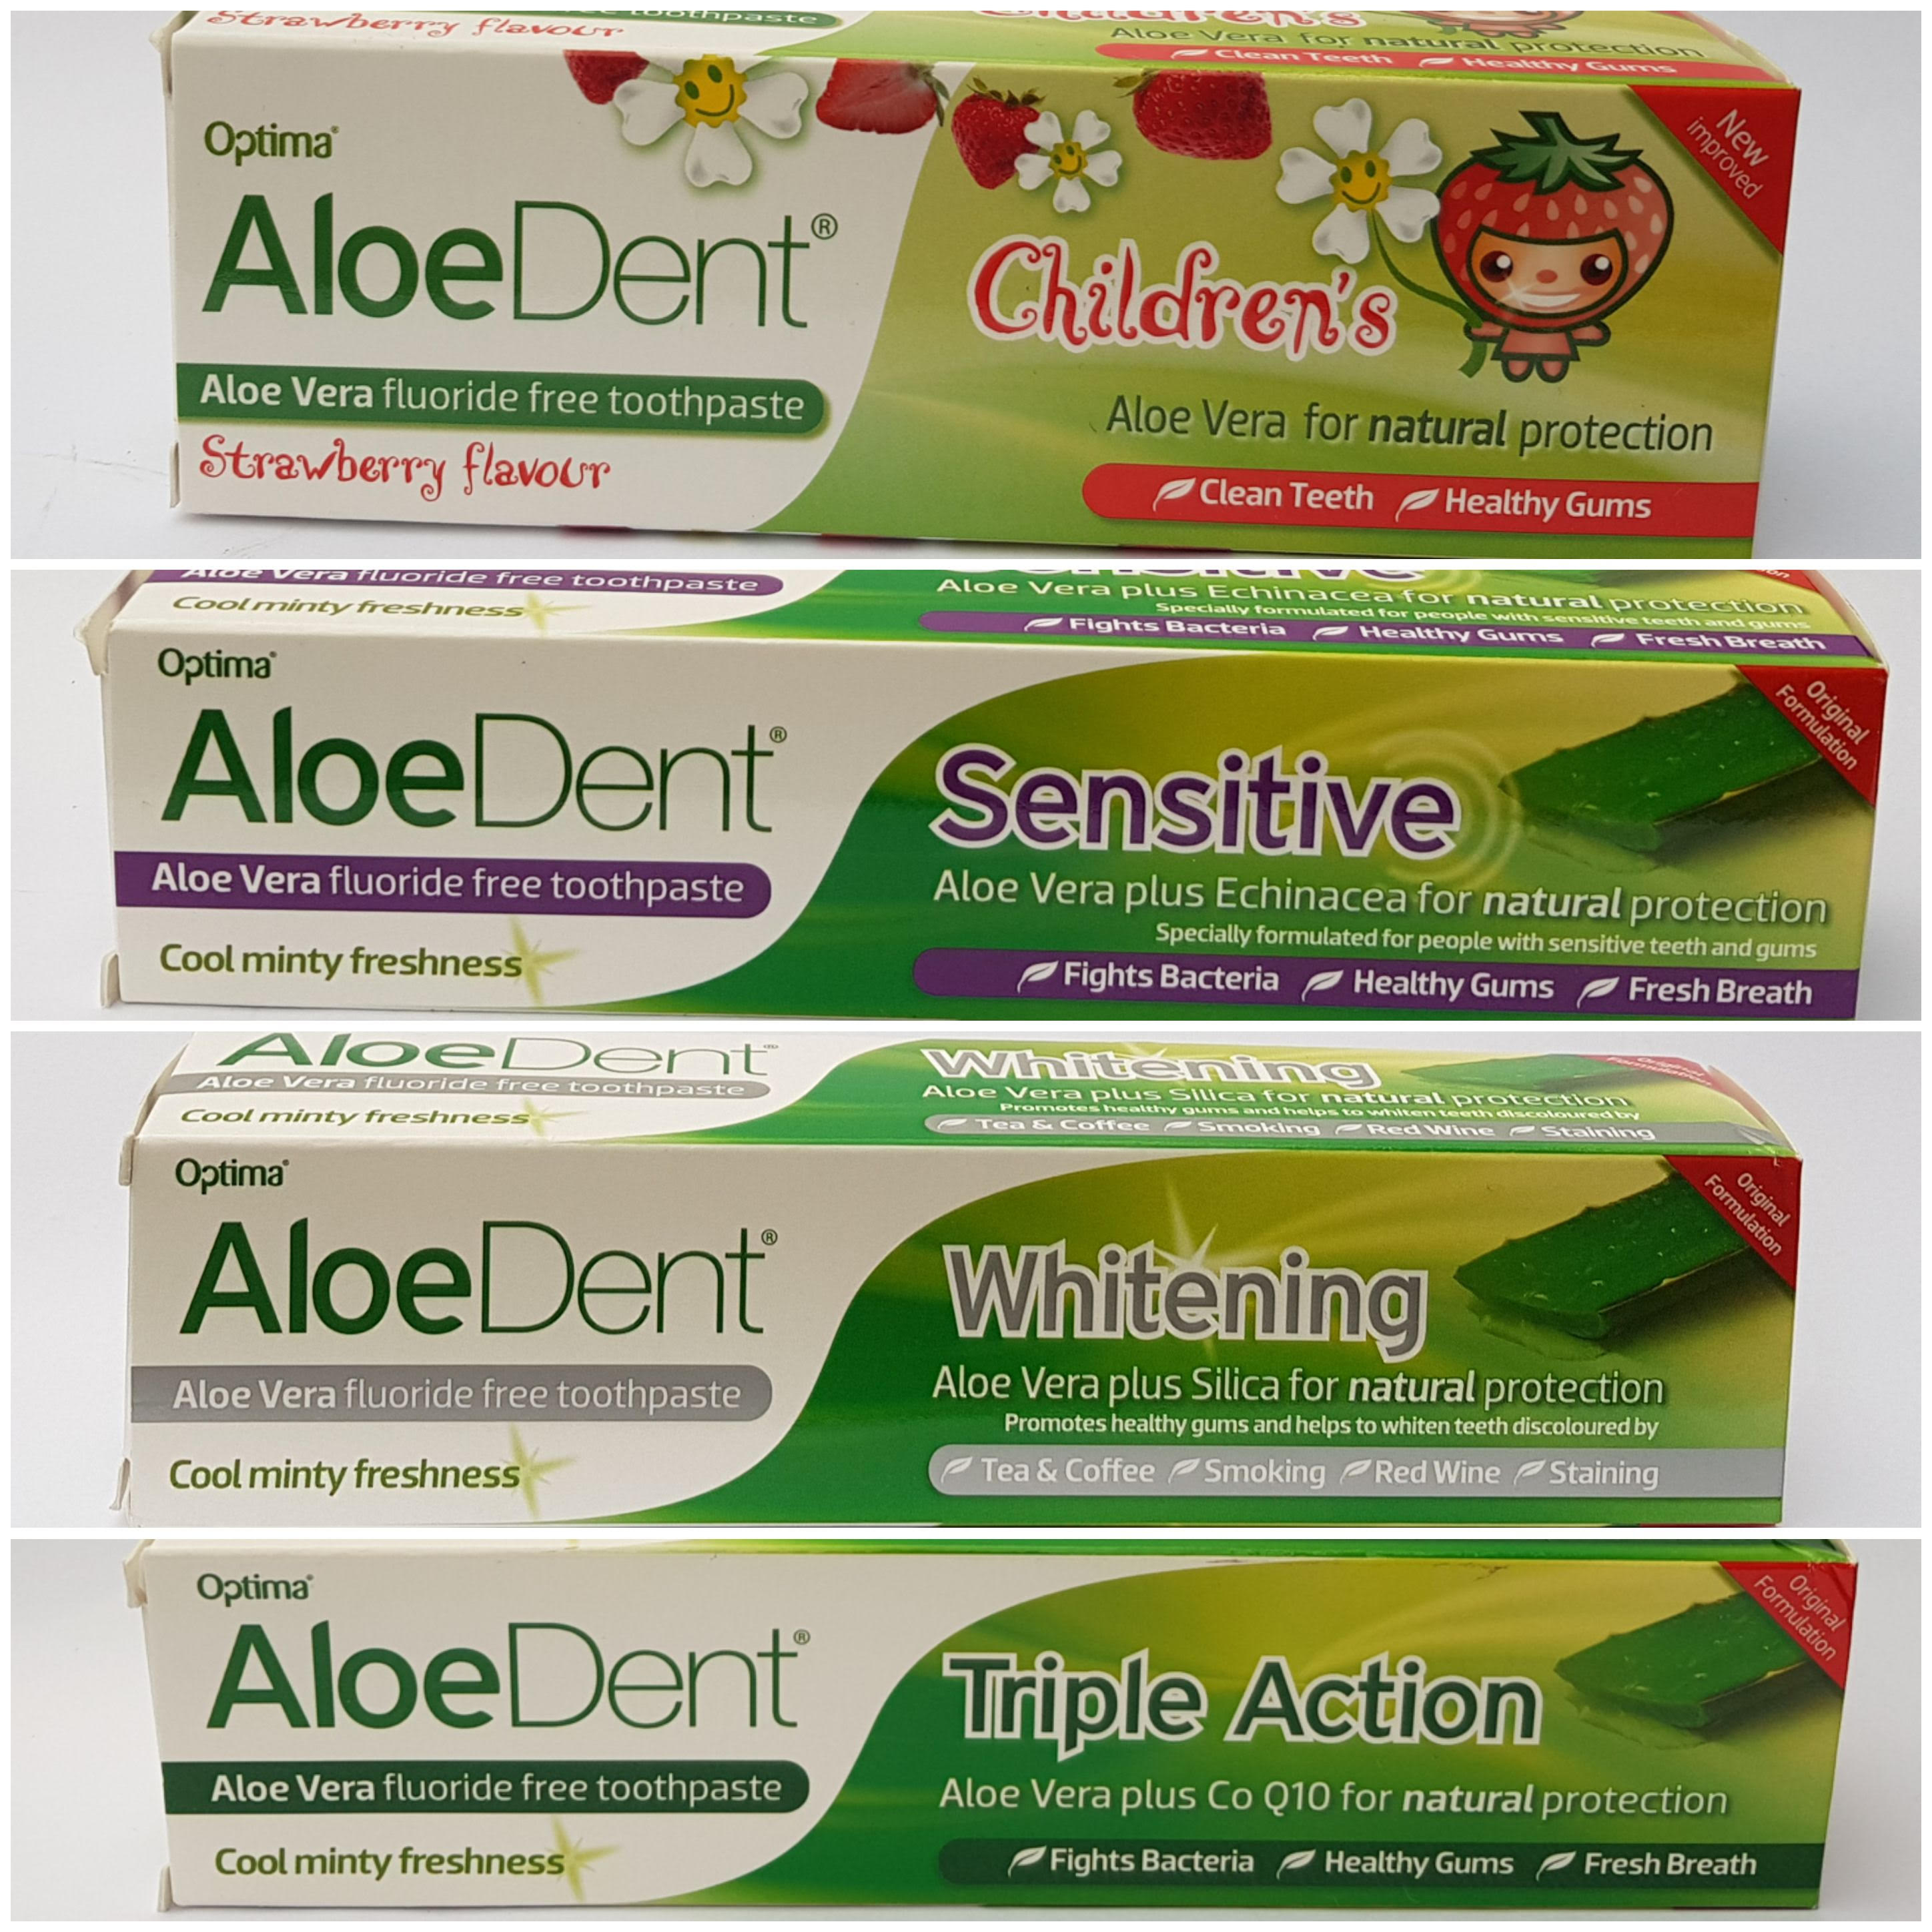 Strawberry flavour
toothpaste
Children's
Aloe Vera for natural protection
Clean Teeth Healthy Gums
Optima®
AloeDent®
Aloe Vera fluoride free toothpaste
Strawberry flavour
New
improved
Children's
Aloe Vera for natural protection
Clean Teeth Healthy Gums
Aloe Vera fluoride free toothpaste
Cool minty freshness
Sensitive
Aloe Vera plus Echinacea for natural protection
Specially formulated for people with sensitive teeth and gums
Fights Bacteria Healthy Gums Fresh Breath
Optima®
AloeDent®
Aloe Vera fluoride free toothpaste
Cool minty freshness
Original
Formulation
Sensitive
Aloe Vera plus Echinacea for natural protection
Specially formulated for people with sensitive teeth and gums
Fights Bacteria Healthy Gums Fresh Breath
AloeDent®
Aloe Vera fluoride free toothpaste
Cool minty freshness
Whitening
Original
Formulation
Aloe Vera plus Silica for natural protection
Promotes healthy gums and helps to whiten teeth discoloured by
Tea & Coffee Smoking Red Wine Staining
Optima®
AloeDent®
Aloe Vera fluoride free toothpaste
Cool minty freshness
Original
Formulation
Whitening
Aloe Vera plus Silica for natural protection
Promotes healthy gums and helps to whiten teeth discoloured by
Tea & Coffee Smoking Red Wine Staining
Optima®
AloeDent®
Aloe Vera fluoride free toothpaste
Cool minty freshness
Original
Formulation
Triple Action
Aloe Vera plus Co Q10 for natural protection
Fights Bacteria Healthy Gums Fresh Breath